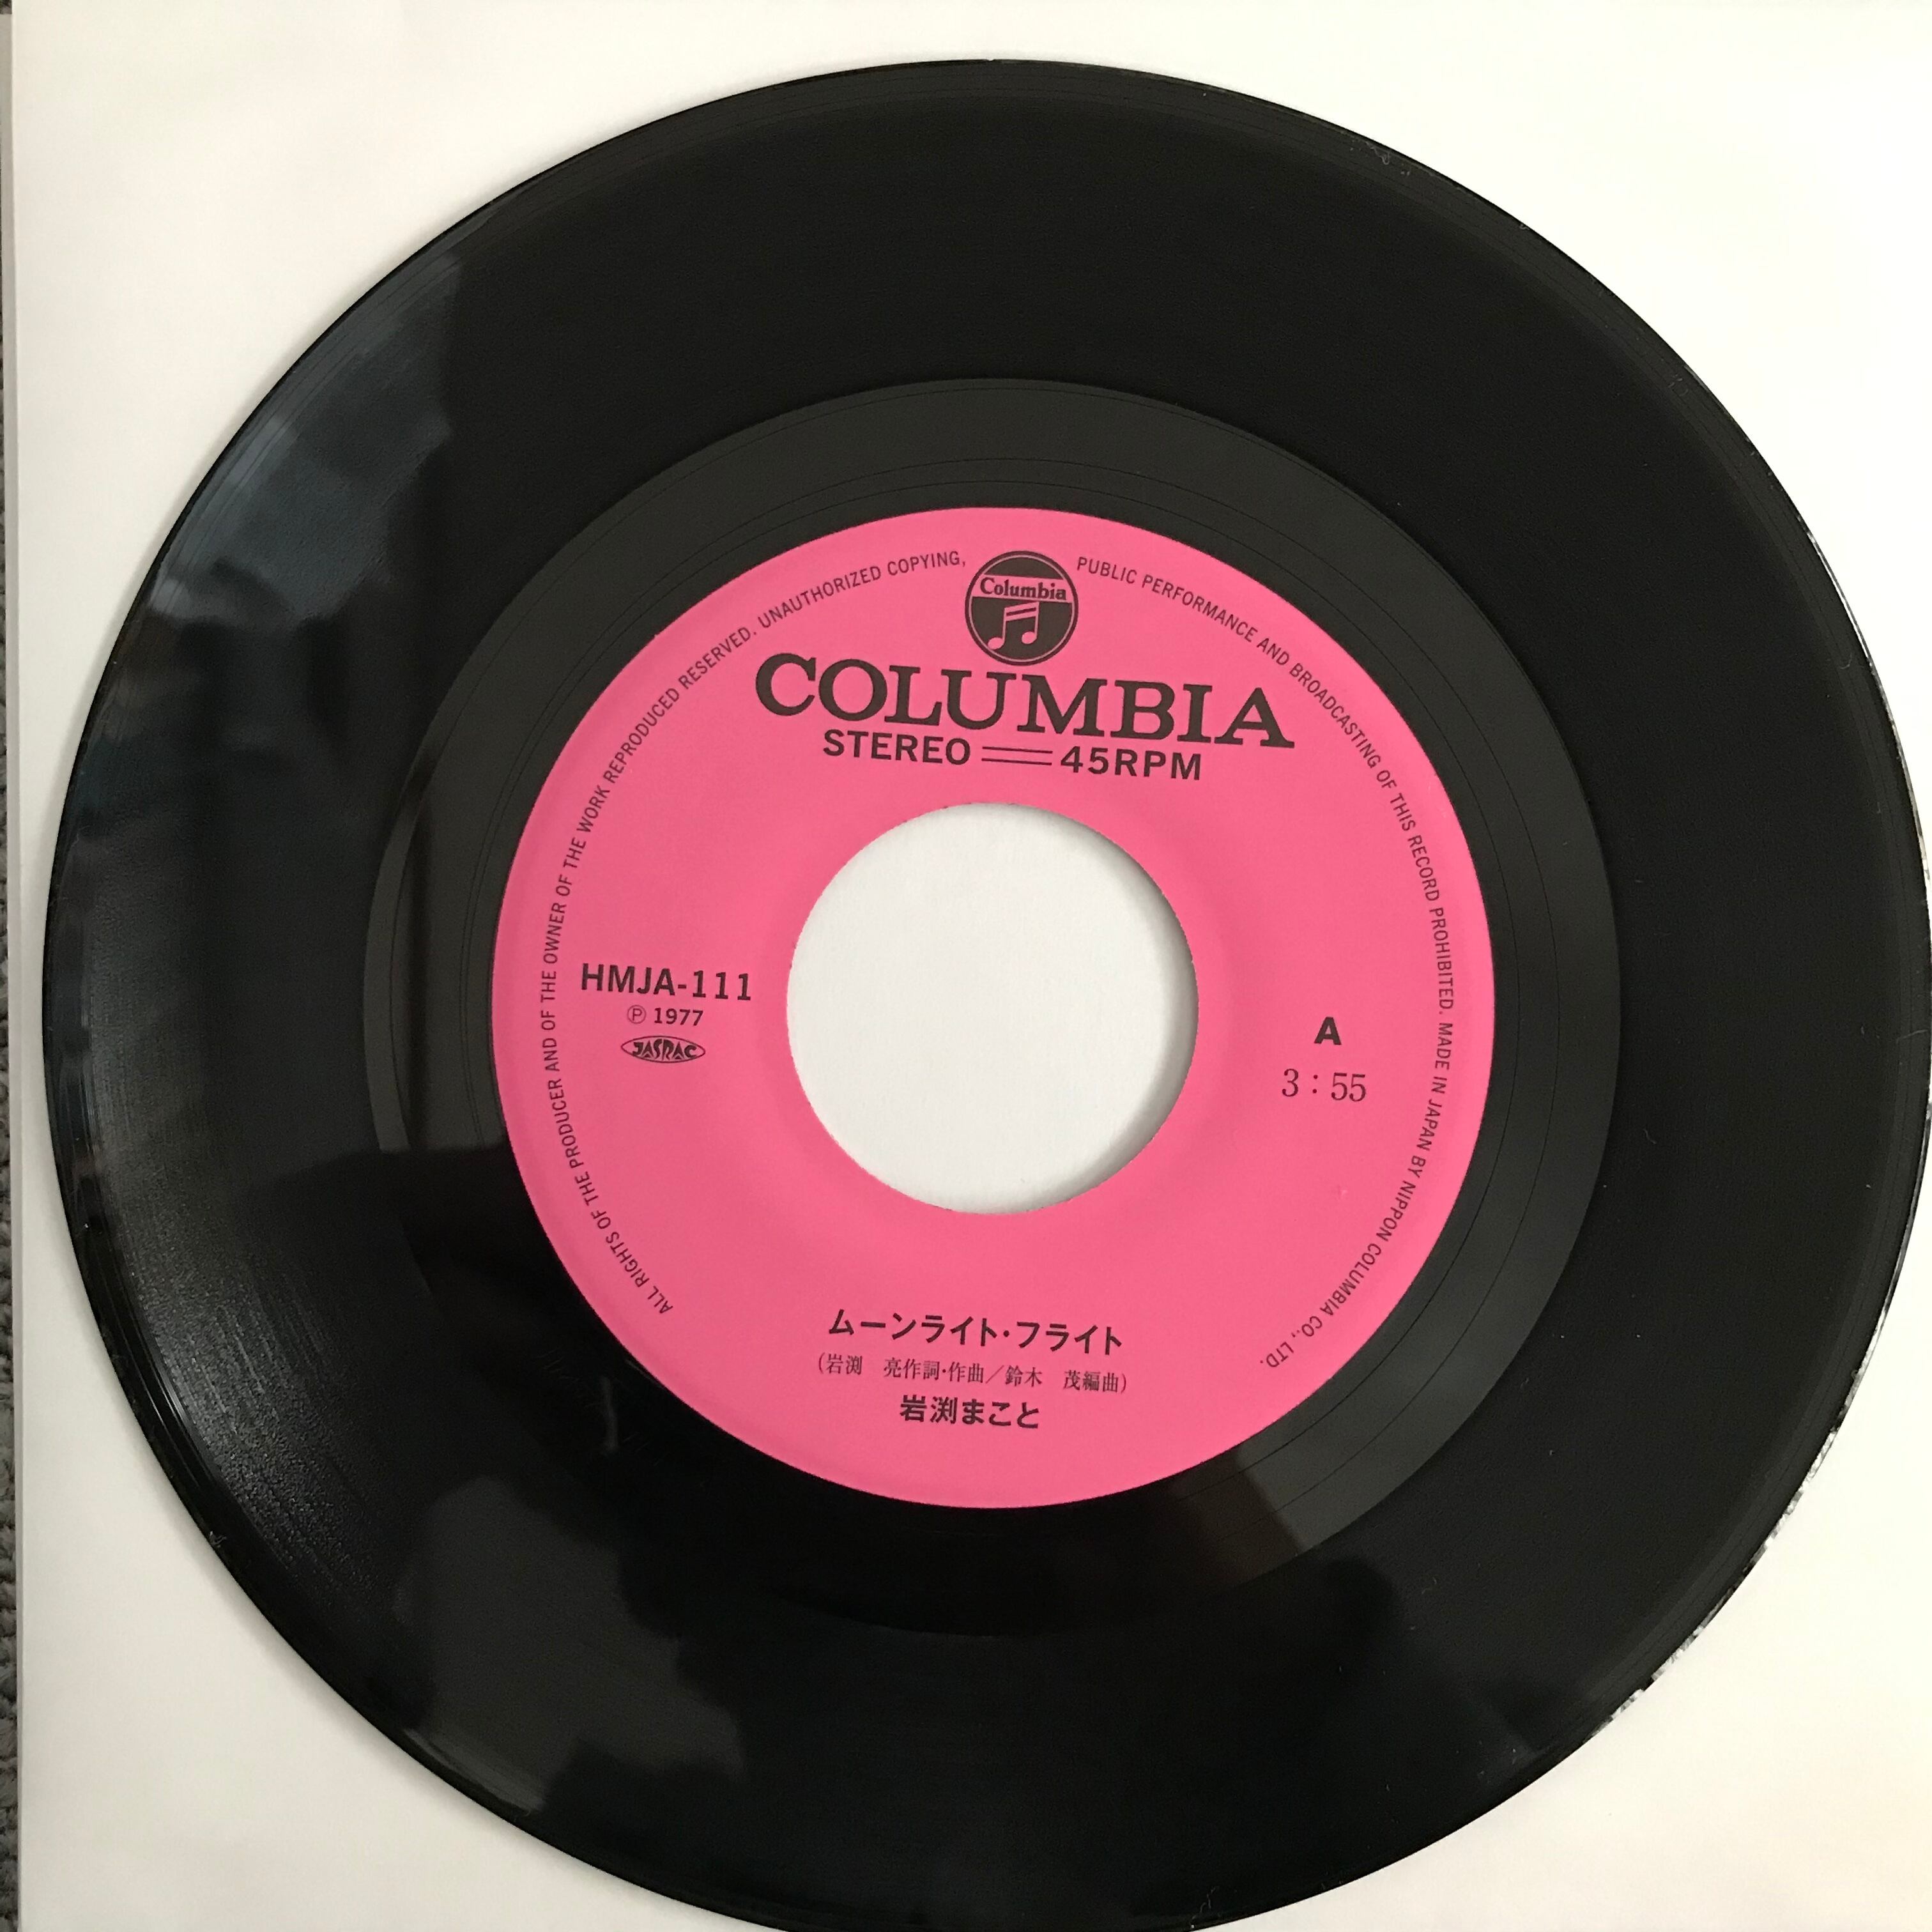 ALL RIGHTS OF THE PRODUCER AND OF THE OWNER OF THE WORK REPRODUCED RESERVED. UNAUTHORIZED COPYING, PUBLIC PERFORMANCE AND BROADCASTING OF THIS RECORD PROHIBITED. MADE IN JAPAN BY NIPPON COLUMBIA CO., LTD.
Columbia
COLUMBIA
STEREO 45RPM
HMJA-111
℗ 1977
JASRAC
A
3:55
ムーンライト・フライト
(岩渕 亮作詞・作曲/鈴木 茂編曲)
岩渕まこと